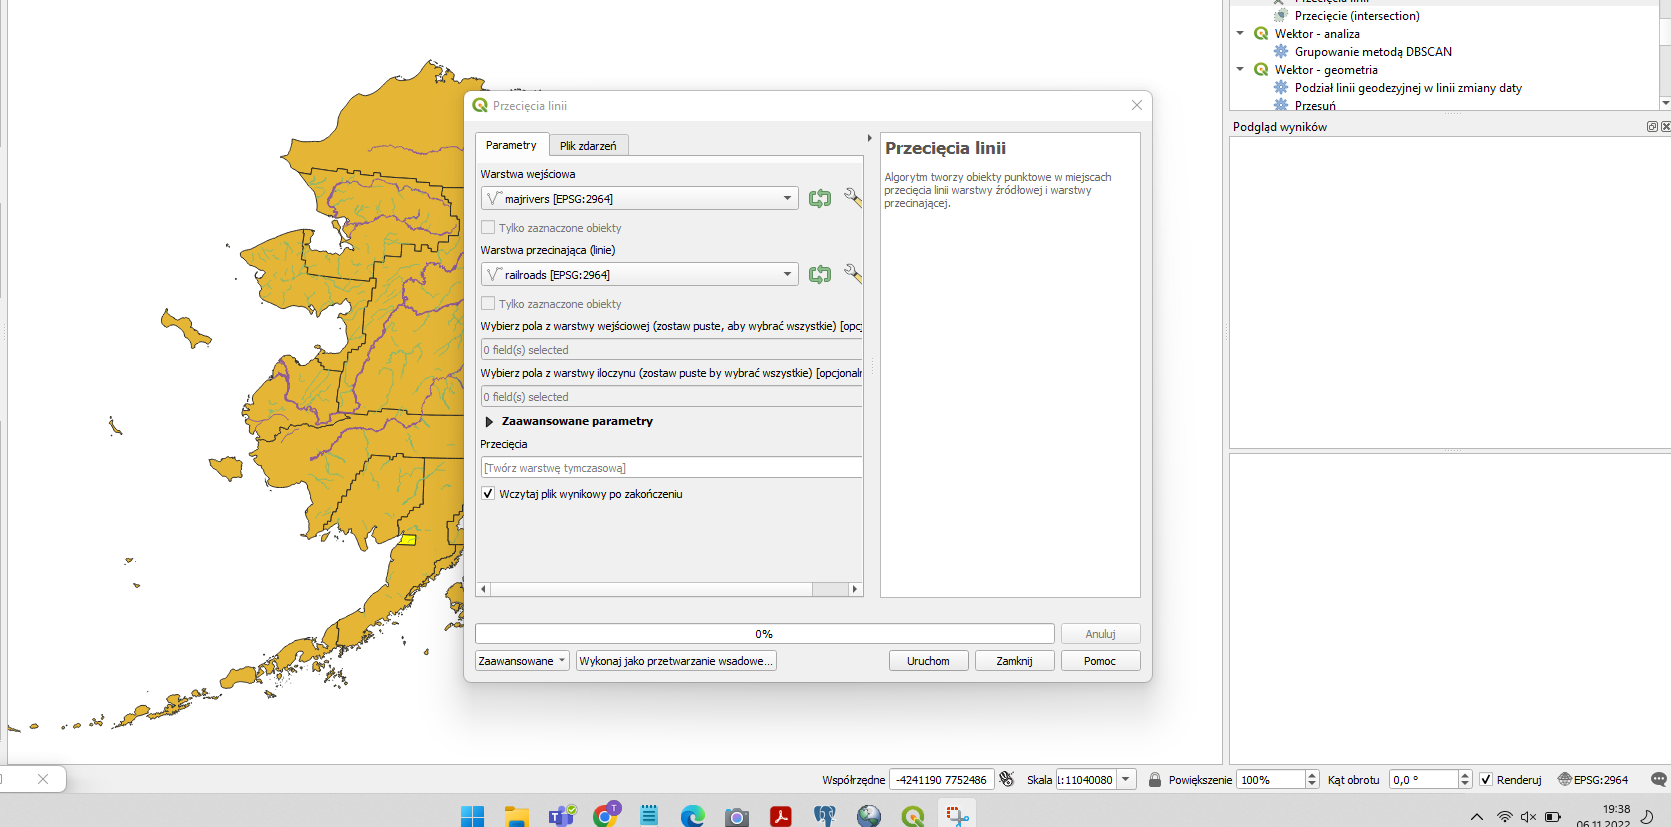 Przecięcie (intersection)
Wektor - analiza
Grupowanie metodą DBSCAN
Wektor - geometria
Podział linii geodezyjnej w linii zmiany daty
Przesuń
Podgląd wyników
Przecięcia linii
Parametry
Plik zdarzeń
Warstwa wejściowa
majrivers [EPSG:2964]
Tylko zaznaczone obiekty
Warstwa przecinająca (linie)
railroads [EPSG:2964]
Tylko zaznaczone obiekty
Wybierz pola z warstwy wejściowej (zostaw puste, aby wybrać wszystkie) [opc
0 field(s) selected
Wybierz pola z warstwy iloczynu (zostaw puste by wybrać wszystkie) [opcjonaln
0 field(s) selected
Zaawansowane parametry
Przecięcia
[Twórz warstwę tymczasową]
Wczytaj plik wynikowy po zakończeniu
Przecięcia linii
Algorytm tworzy obiekty punktowe w miejscach
przecięcia linii warstwy źródłowej i warstwy
przecinającej.
0%
Anuluj
Zaawansowane
Wykonaj jako przetwarzanie wsadowe...
Uruchom
Zamknij
Pomoc
Współrzędne
-4241190 7752486
Skala
1:11040080
Powiększenie
100%
Kąt obrotu
0,0 °
Renderuj
EPSG:2964
T
19:38
06.11.2022